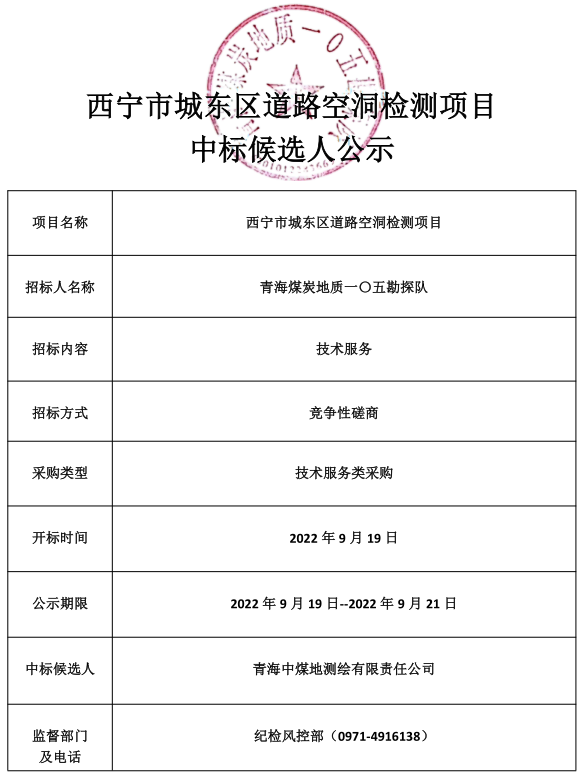 西宁市城东区道路空洞检测项目
中标候选人公示
项目名称
西宁市城东区道路空洞检测项目
招标人名称
青海煤炭地质一〇五勘探队
招标内容
技术服务
招标方式
竞争性磋商
采购类型
技术服务类采购
开标时间
2022 年 9 月 19 日
公示期限
2022 年 9 月 19 日--2022 年 9 月 21 日
中标候选人
青海中煤地测绘有限责任公司
监督部门
及电话
纪检风控部（0971-4916138）